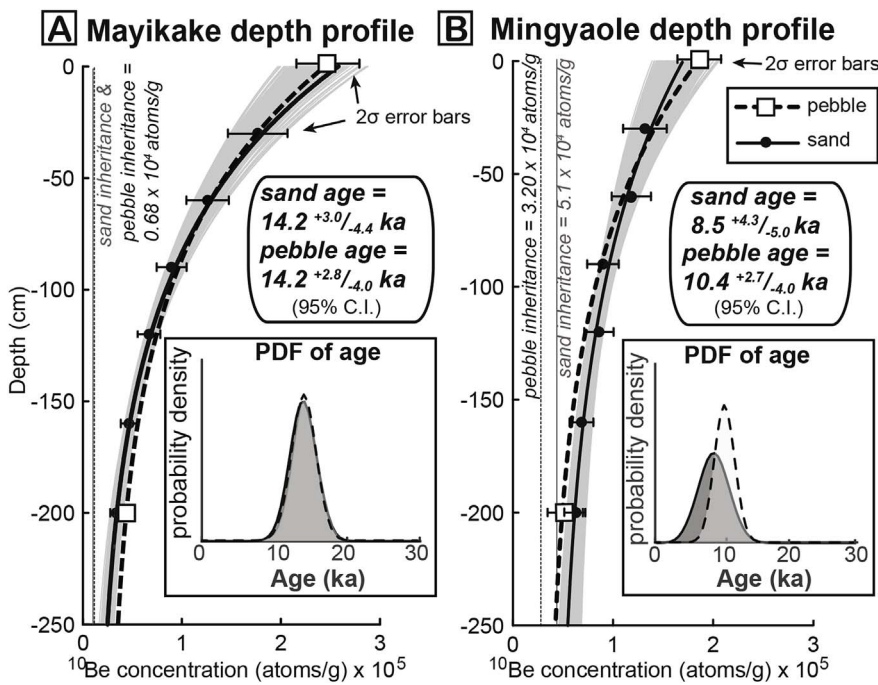 A Mayikake depth profile
0
-50
-100
-150
-200
-250
Depth (cm)
sand inheritance &
pebble inheritance =
0.68 x 10⁴ atoms/g
2σ error bars
sand age =
14.2 +3.0/-4.4 ka
pebble age =
14.2 +2.8/-4.0 ka
(95% C.I.)
PDF of age
probability density
0 10 20 30
Age (ka)
0 1 2 3
¹⁰Be concentration (atoms/g) x 10⁵
B Mingyaole depth profile
0
-50
-100
-150
-200
-250
pebble inheritance = 3.20 x 10⁴ atoms/g
sand inheritance = 5.1 x 10⁴ atoms/g
2σ error bars
pebble
sand
sand age =
8.5 +4.3/-5.0 ka
pebble age =
10.4 +2.7/-4.0 ka
(95% C.I.)
PDF of age
probability density
0 10 20 30
Age (ka)
0 1 2 3
¹⁰Be concentration (atoms/g) x 10⁵